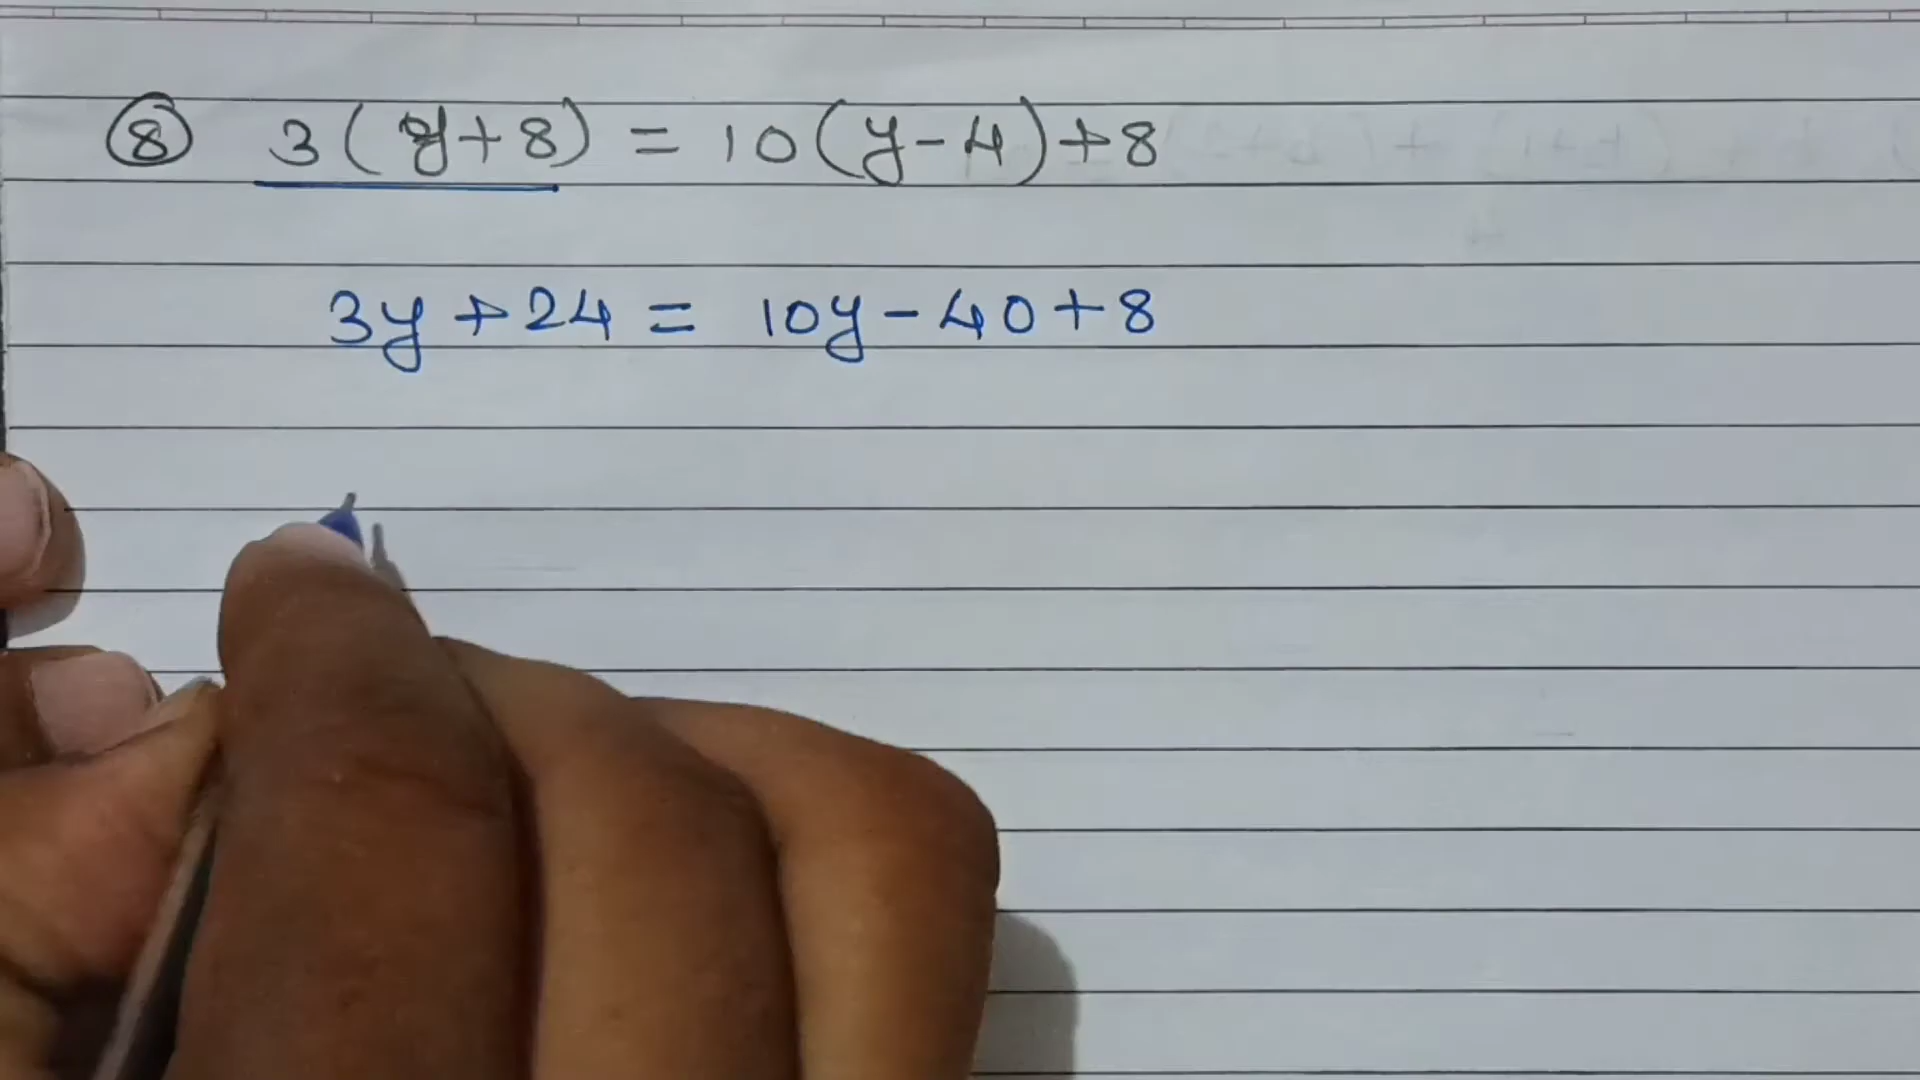 ⑧ 3(y+8) = 10(y-4)+8
3y+24 = 10y-40+8